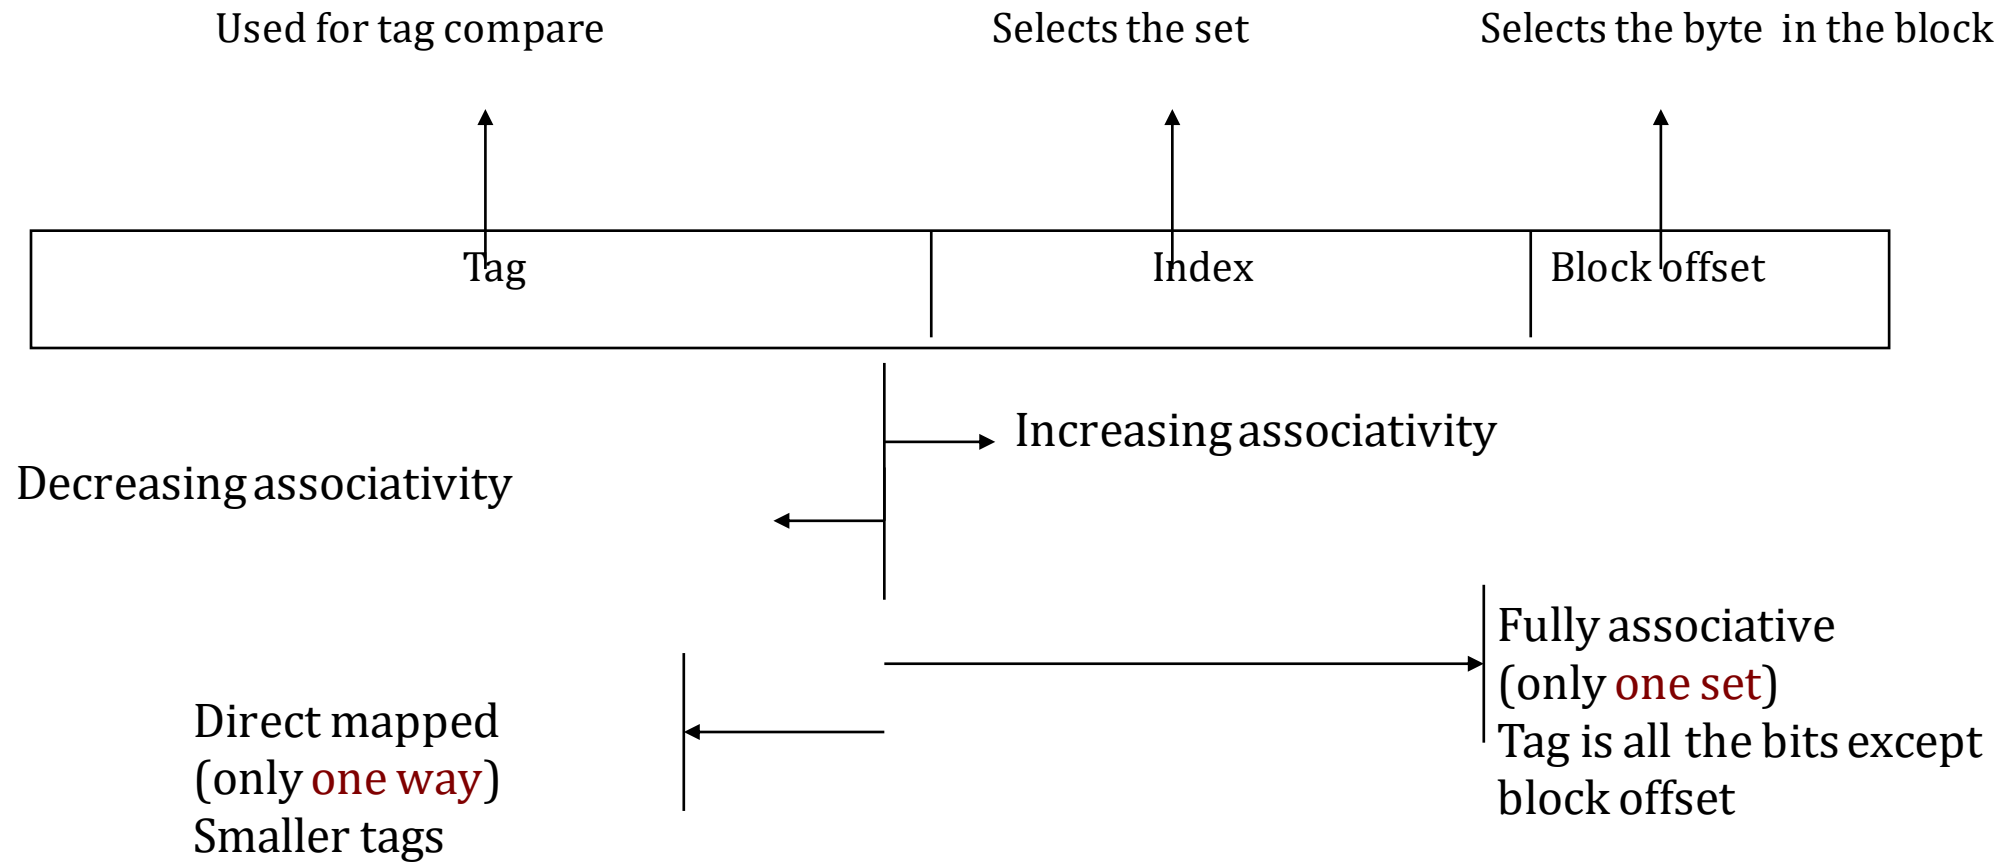 Used for tag compare
Selects the set
Selects the byte in the block
Tag
Index
Block offset
Increasing associativity
Decreasing associativity
Fully associative
(only one set)
Tag is all the bits except
block offset
Direct mapped
(only one way)
Smaller tags